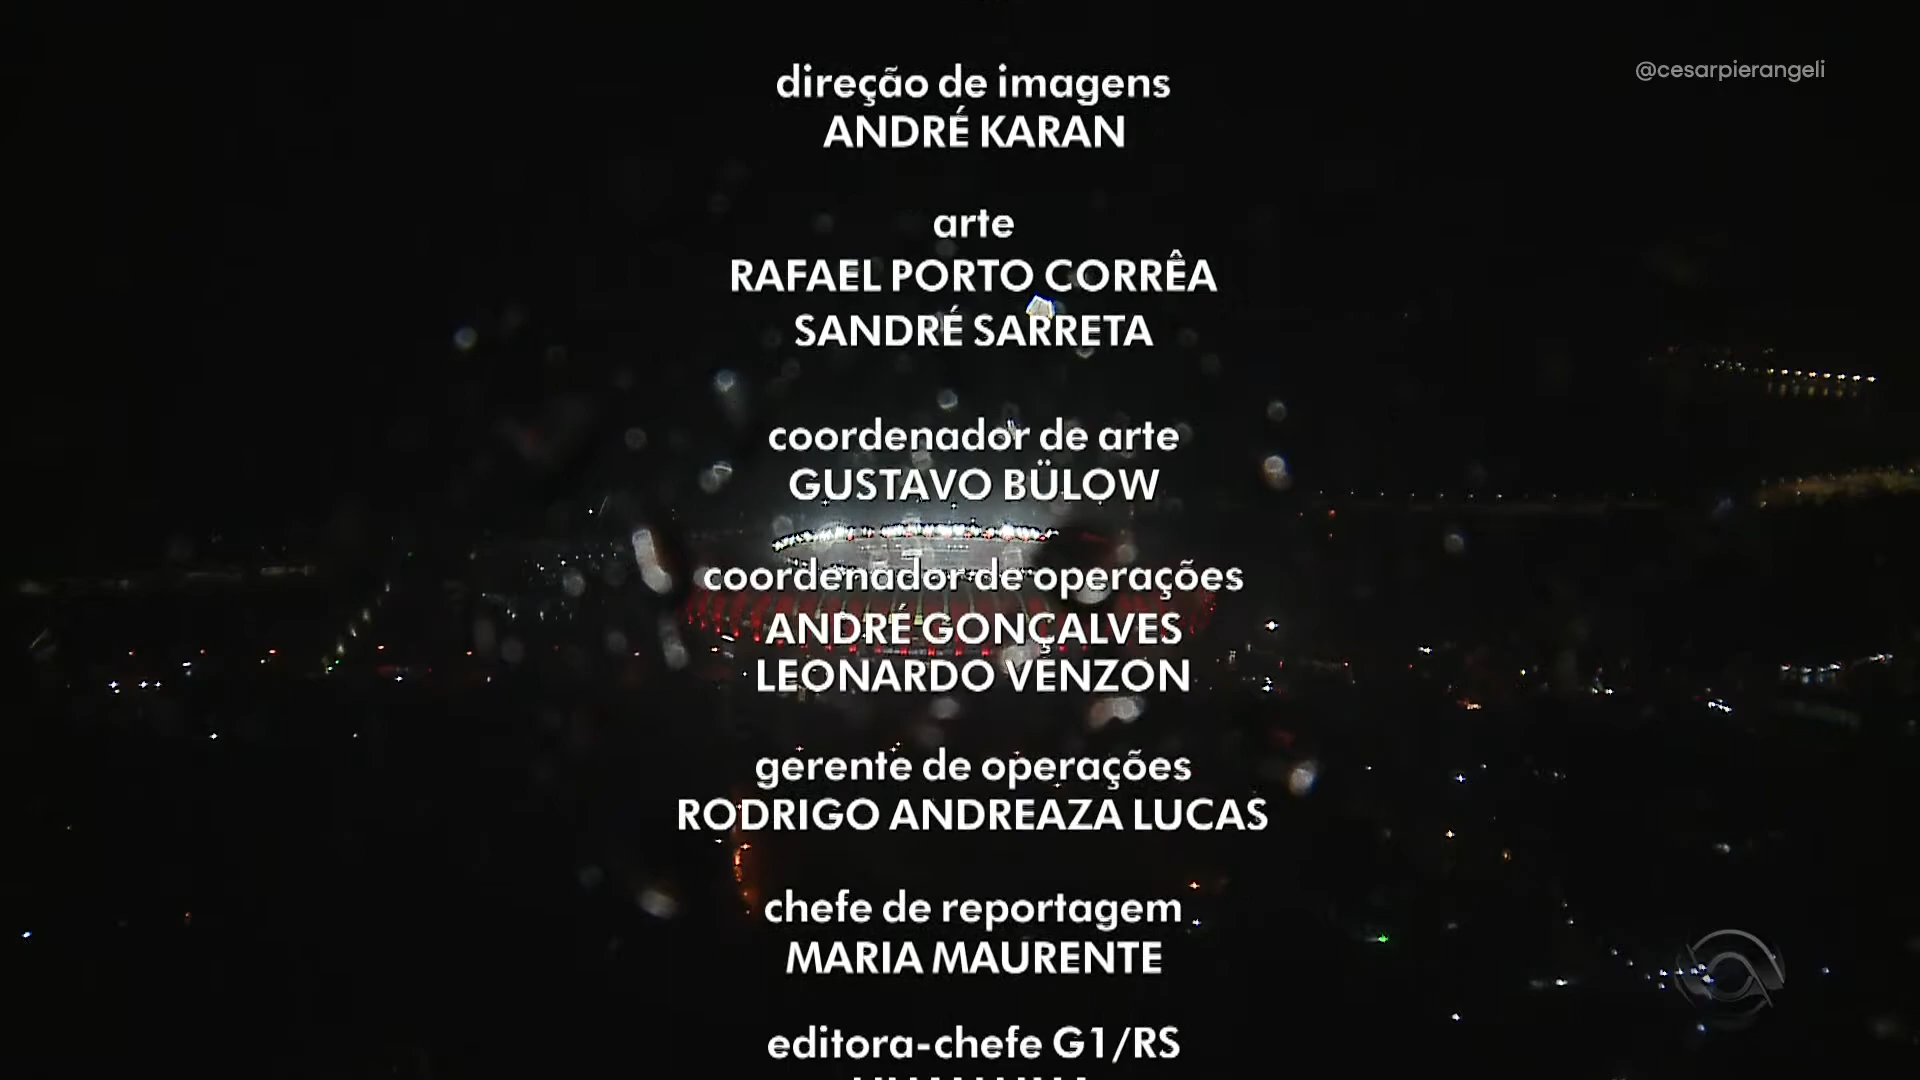 @cesarpierangeli
direção de imagens
ANDRÉ KARAN
arte
RAFAEL PORTO CORRÊA
SANDRÉ SARRETA
coordenador de arte
GUSTAVO BÜLOW
coordenador de operações
ANDRÉ GONÇALVES
LEONARDO VENZON
gerente de operações
RODRIGO ANDREAZA LUCAS
chefe de reportagem
MARIA MAURENTE
editora-chefe G1/RS